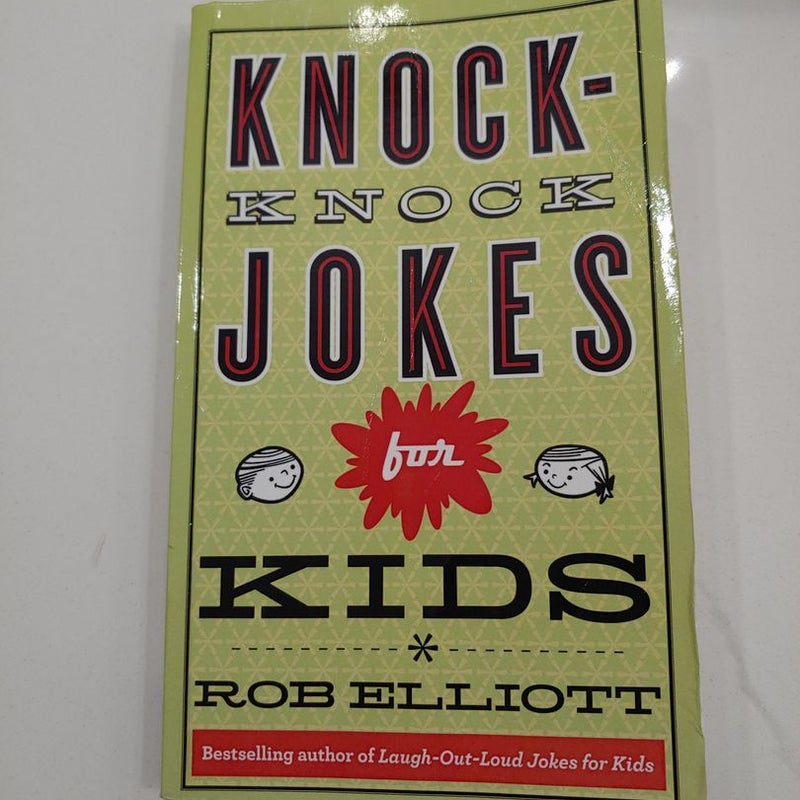 KNOCK-
KNOCK
JOKES
for
KIDS
*
ROB ELLIOTT
Bestselling author of Laugh-Out-Loud Jokes for Kids